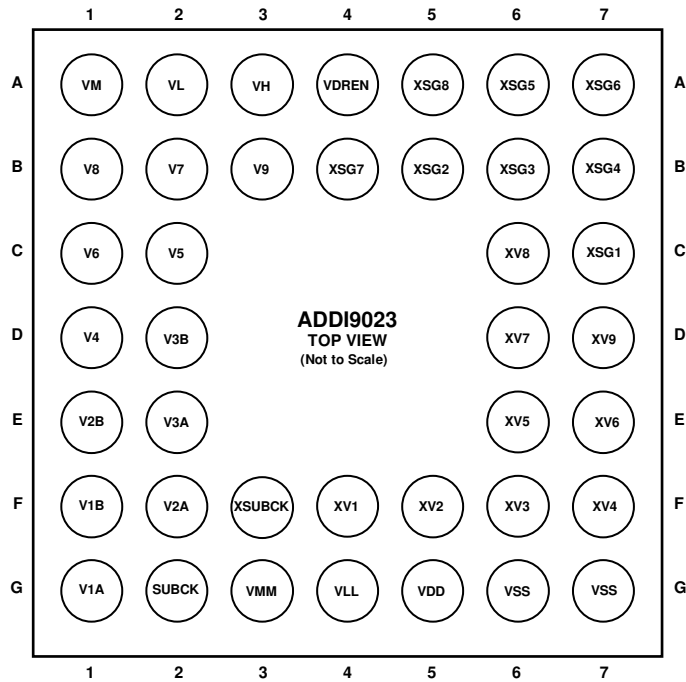 1 2 3 4 5 6 7
A VM VL VH VDREN XSG8 XSG5 XSG6 A
B V8 V7 V9 XSG7 XSG2 XSG3 XSG4 B
C V6 V5 XV8 XSG1 C
ADDI9023
D V4 V3B TOP VIEW XV7 XV9 D
(Not to Scale)
E V2B V3A XV5 XV6 E
F V1B V2A XSUBCK XV1 XV2 XV3 XV4 F
G V1A SUBCK VMM VLL VDD VSS VSS G
1 2 3 4 5 6 7